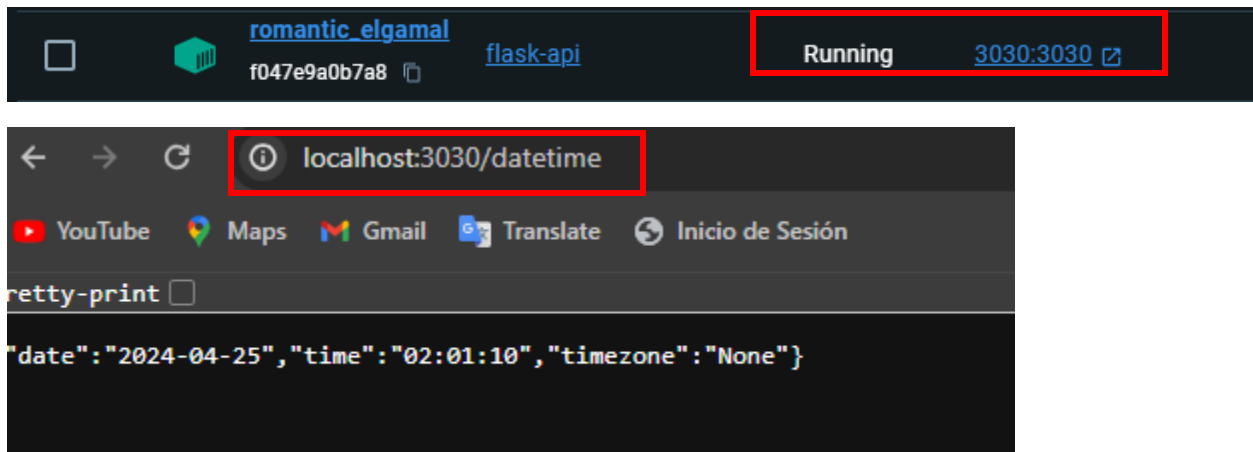 romantic_elgamal
f047e9a0b7a8
flask-api
Running
3030:3030
localhost:3030/datetime
YouTube Maps Gmail Translate Inicio de Sesión
retty-print
"date":"2024-04-25","time":"02:01:10","timezone":"None"}